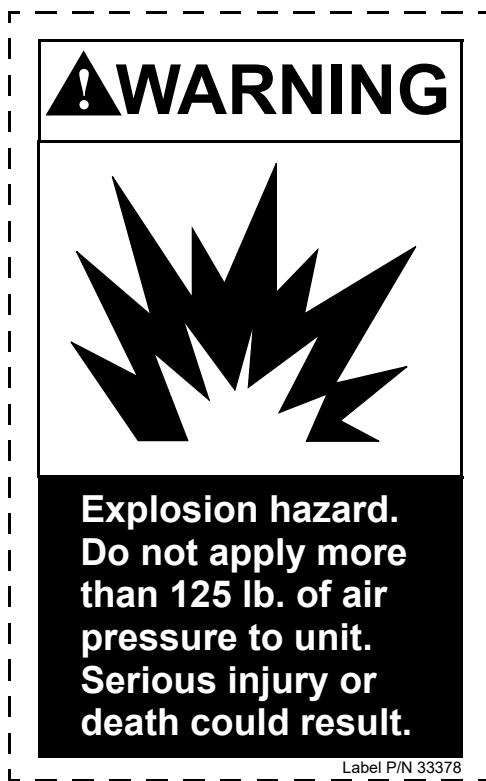 WARNING
Explosion hazard.
Do not apply more
than 125 lb. of air
pressure to unit.
Serious injury or
death could result.
Label P/N 33378